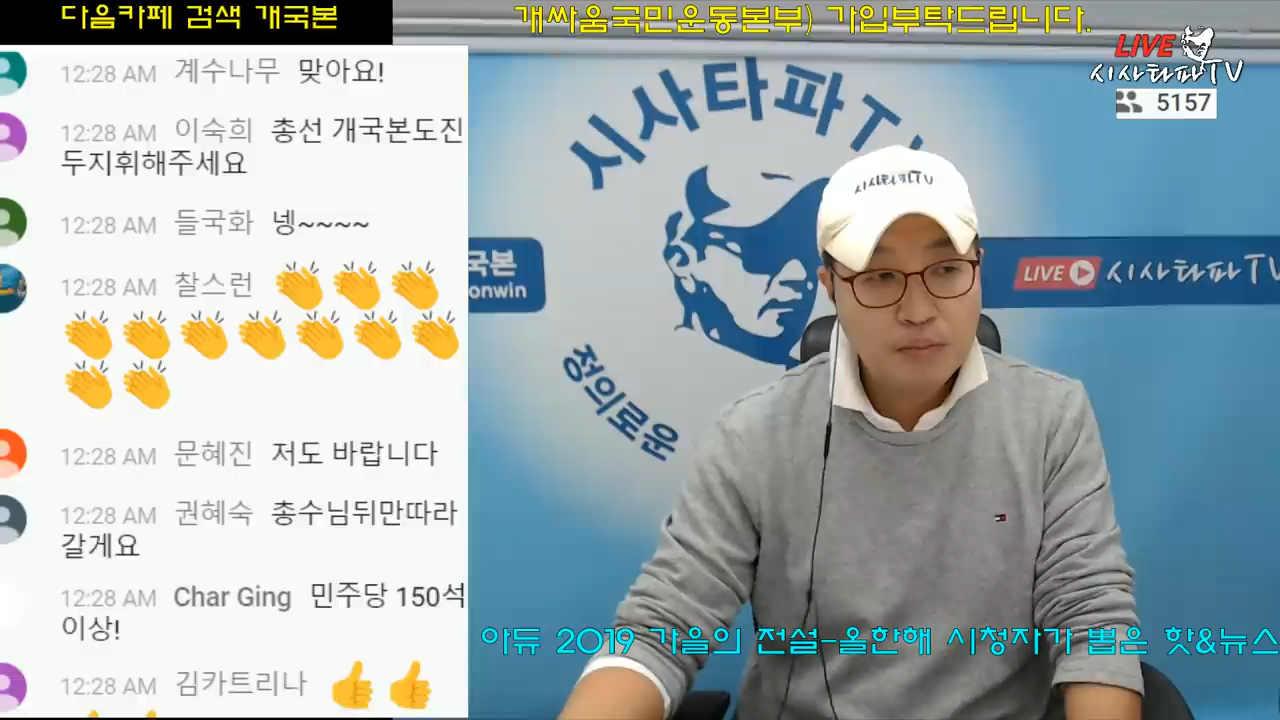 다음카페 검색 개국본
개싸움국민운동본부) 가입부탁드립니다.
LIVE
시사타파TV
5157
12:28 AM 계수나무 맞아요!
12:28 AM 이숙희 총선 개국본도진
두지휘해주세요
12:28 AM 들국화 넹~~~~
12:28 AM 찰스런 👏👏👏
👏👏👏👏👏👏👏
👏👏
12:28 AM 문혜진 저도 바랍니다
12:28 AM 권혜숙 총수님뒤만따라
갈게요
12:28 AM Char Ging 민주당 150석
이상!
12:28 AM 김카트리나 👍👍
시사타파TV
시사타파TV
국본
onwin
LIVE 시사타파TV
정의로운
아듀 2019 가을의 전설-올한해 시청자가 뽑은 핫&뉴스